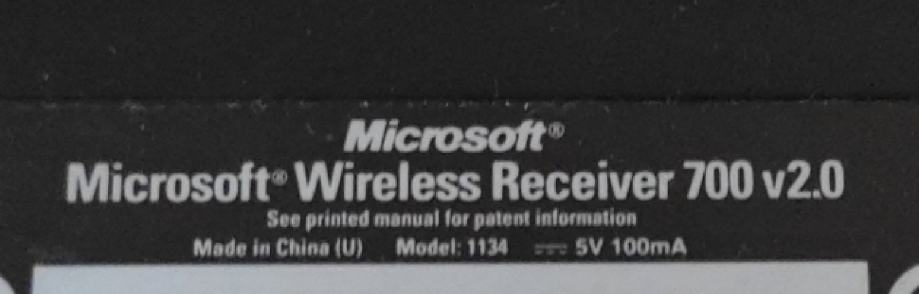 Microsoft®
Microsoft® Wireless Receiver 700 v2.0
See printed manual for patent information
Made in China (U) Model: 1134 ⎓ 5V 100mA